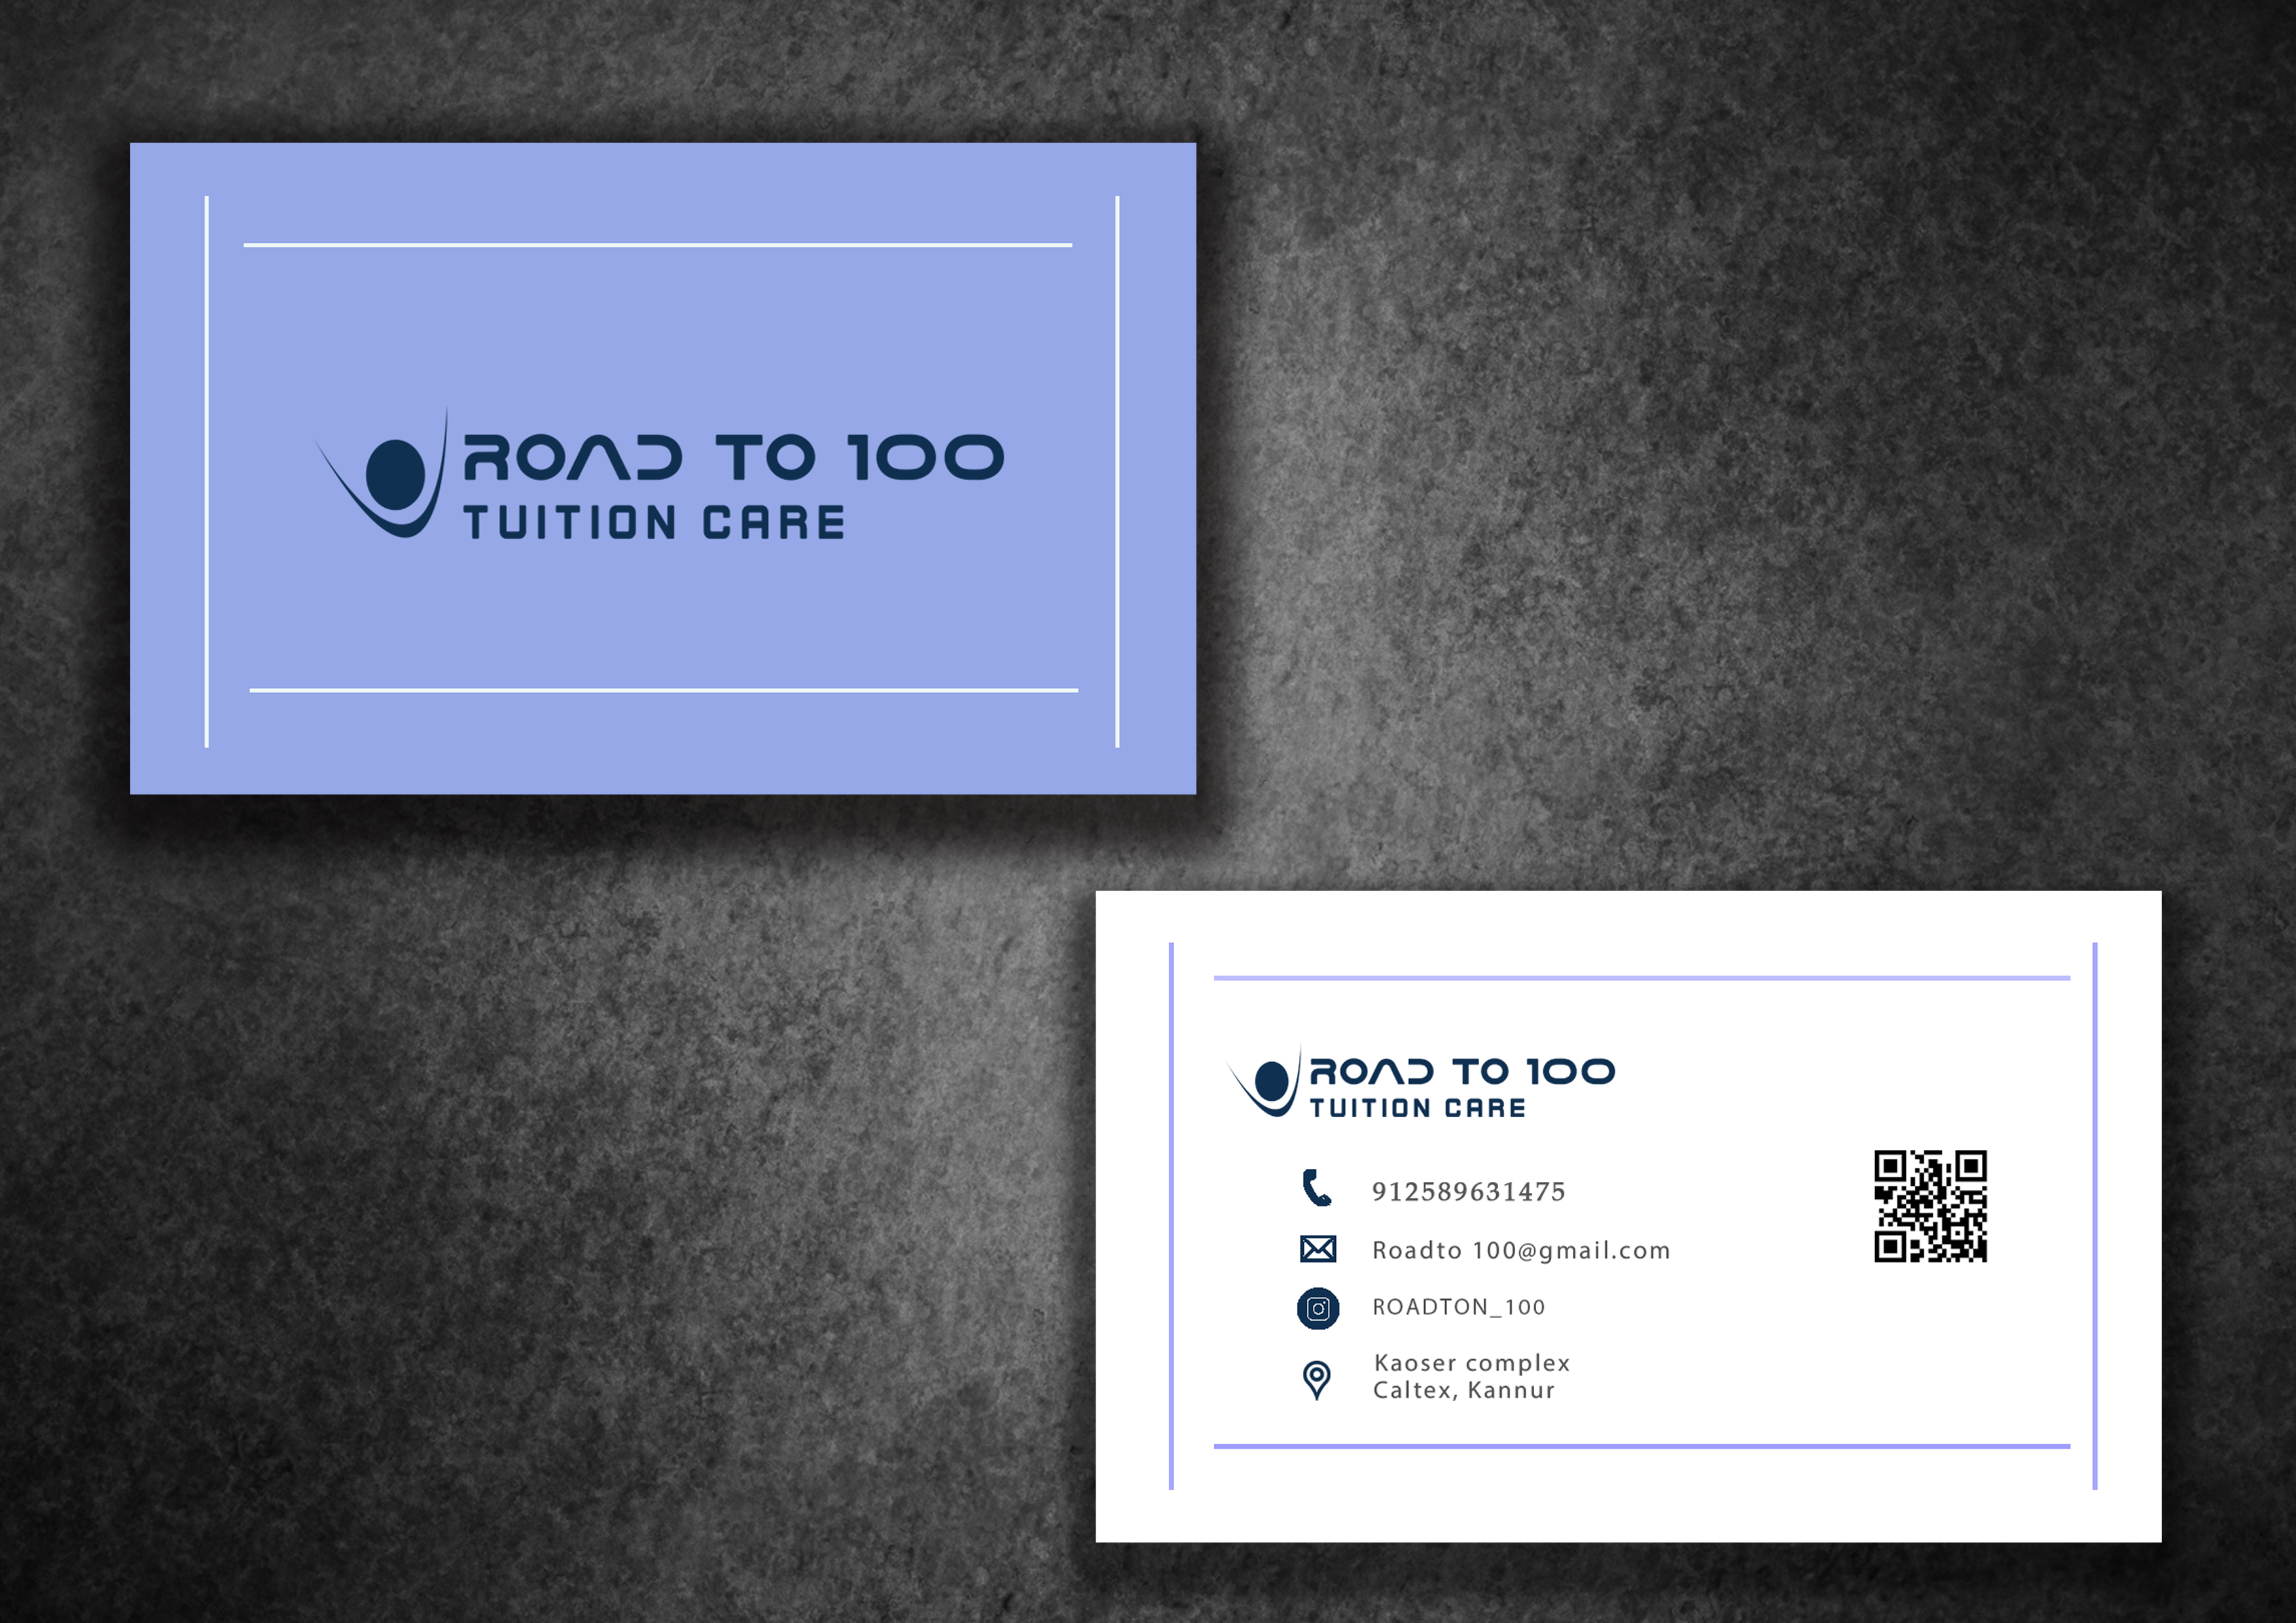 ROAD TO 100
TUITION CARE
ROAD TO 100
TUITION CARE
912589631475
Roadto 100@gmail.com
ROADTON_100
Kaoser complex
Caltex, Kannur